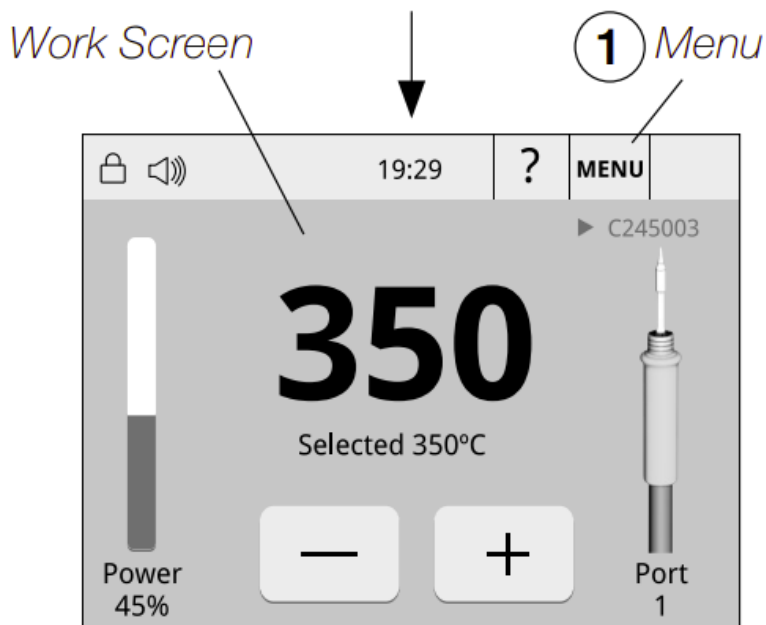 Work Screen
1 Menu
19:29 ? MENU
C245003
350
Selected 350ºC
− +
Power
45%
Port
1